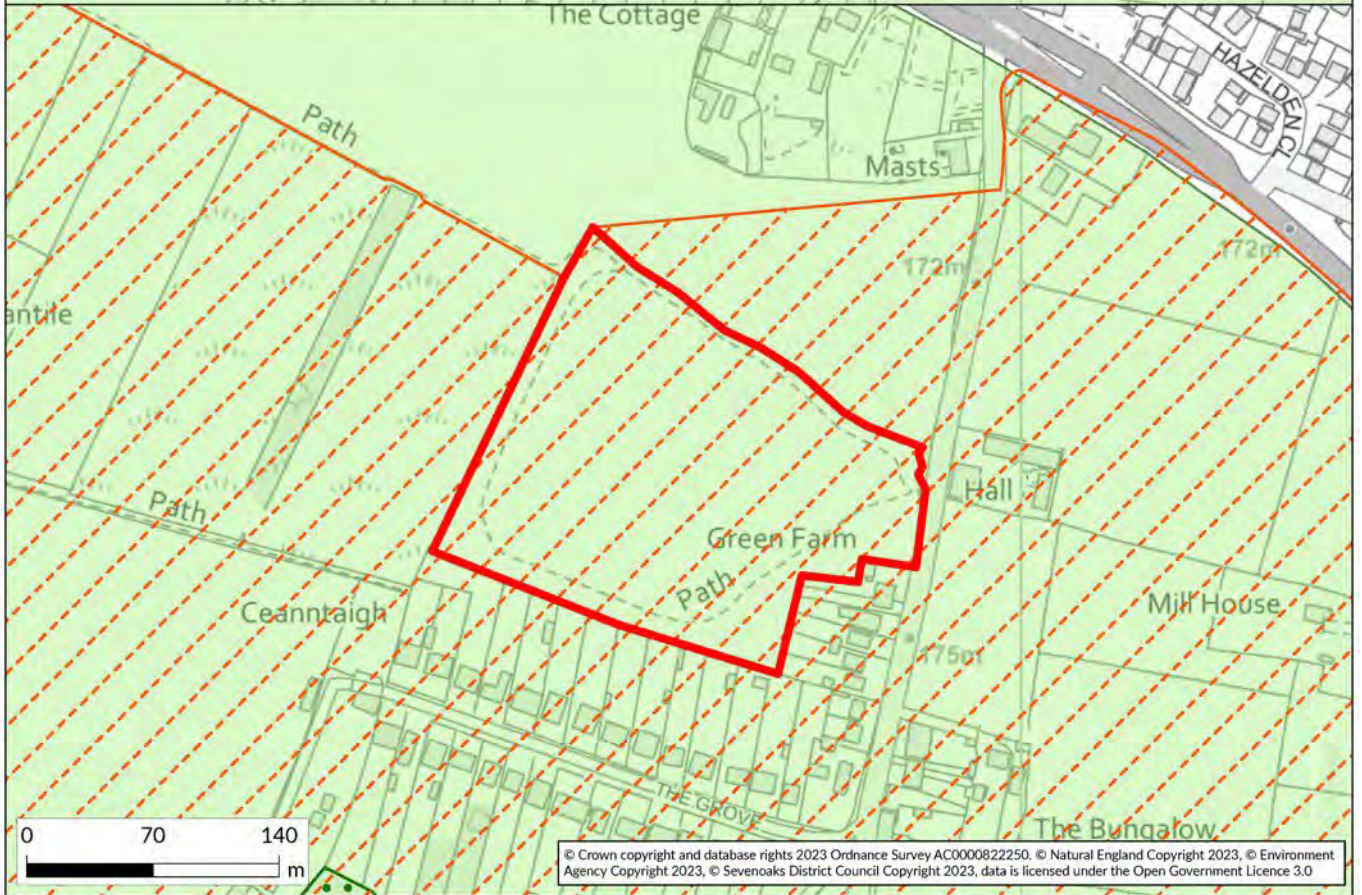 The Cottage
HAZELDEN CL
Path
Masts
172m
172m
antile
Hall
Path
Green Farm
Path
Mill House
Ceanntaigh
175m
THE GROVE
The Bungalow
0 70 140
m
© Crown copyright and database rights 2023 Ordnance Survey AC0000822250. © Natural England Copyright 2023, © Environment
Agency Copyright 2023, © Sevenoaks District Council Copyright 2023, data is licensed under the Open Government Licence 3.0